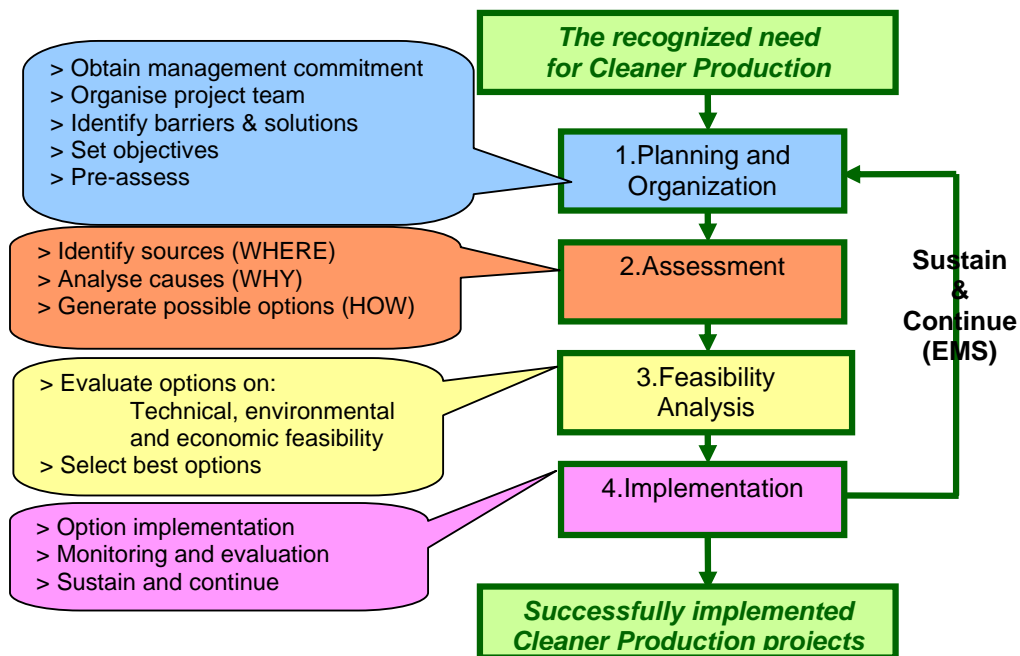 The recognized need
for Cleaner Production
> Obtain management commitment
> Organise project team
> Identify barriers & solutions
> Set objectives
> Pre-assess
1.Planning and
Organization
> Identify sources (WHERE)
> Analyse causes (WHY)
> Generate possible options (HOW)
2.Assessment
Sustain
&
Continue
(EMS)
> Evaluate options on:
Technical, environmental
and economic feasibility
> Select best options
3.Feasibility
Analysis
> Option implementation
> Monitoring and evaluation
> Sustain and continue
4.Implementation
Successfully implemented
Cleaner Production projects